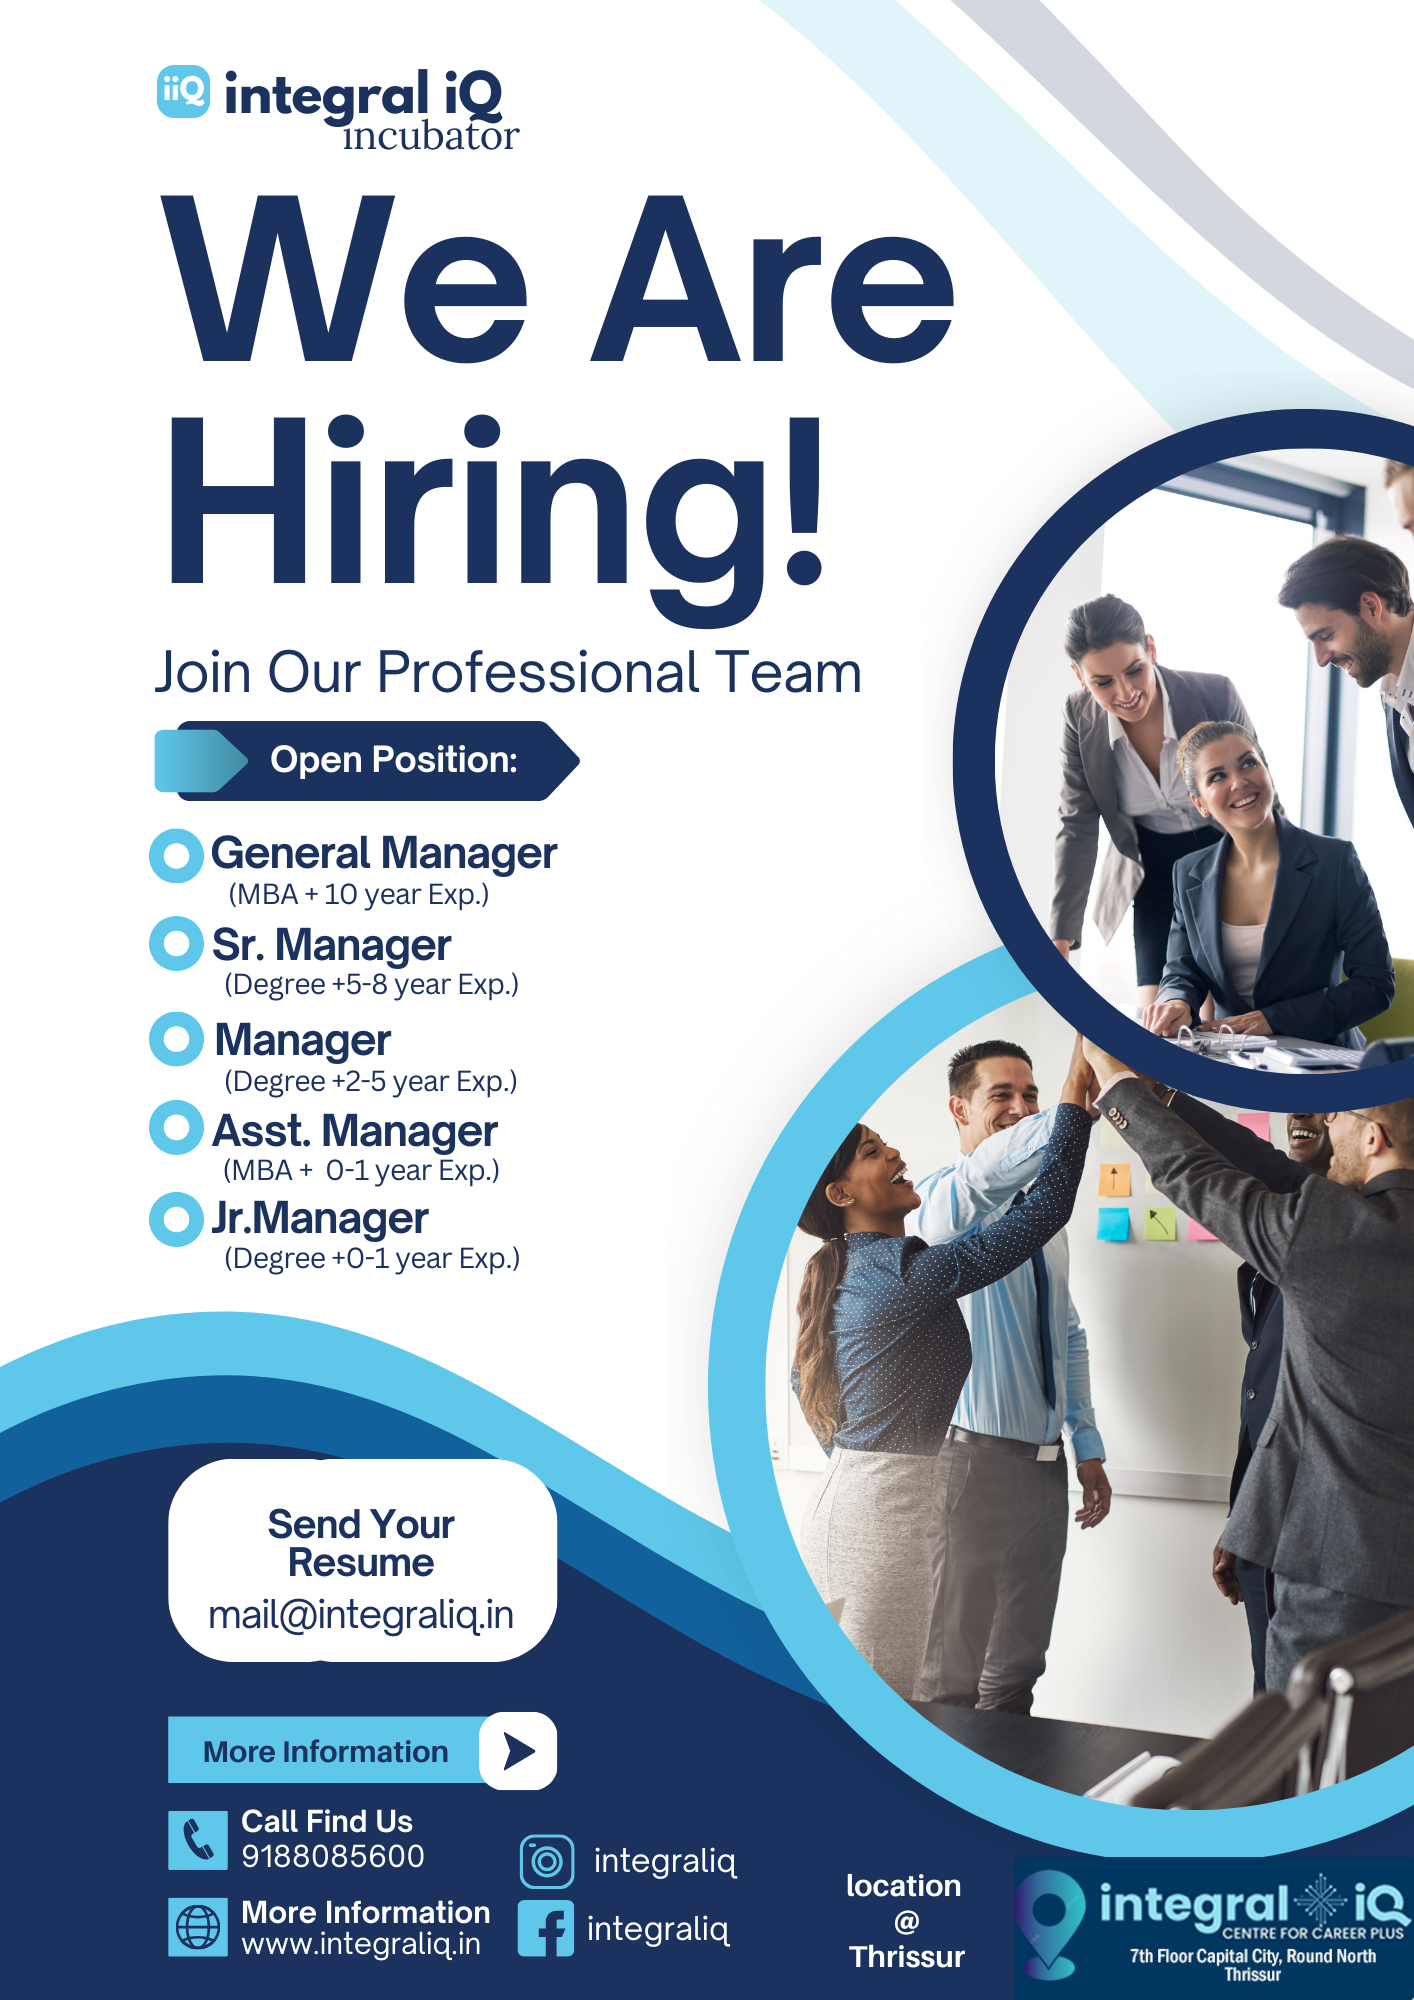 iiQ integral iQ
incubator
We Are
Hiring!
Join Our Professional Team
Open Position:
General Manager
(MBA + 10 year Exp.)
Sr. Manager
(Degree +5-8 year Exp.)
Manager
(Degree +2-5 year Exp.)
Asst. Manager
(MBA + 0-1 year Exp.)
Jr.Manager
(Degree +0-1 year Exp.)
Send Your
Resume
mail@integraliq.in
More Information
Call Find Us
9188085600
More Information
www.integraliq.in
integraliq
integraliq
location
@
Thrissur
integral iQ
CENTRE FOR CAREER PLUS
7th Floor Capital City, Round North
Thrissur